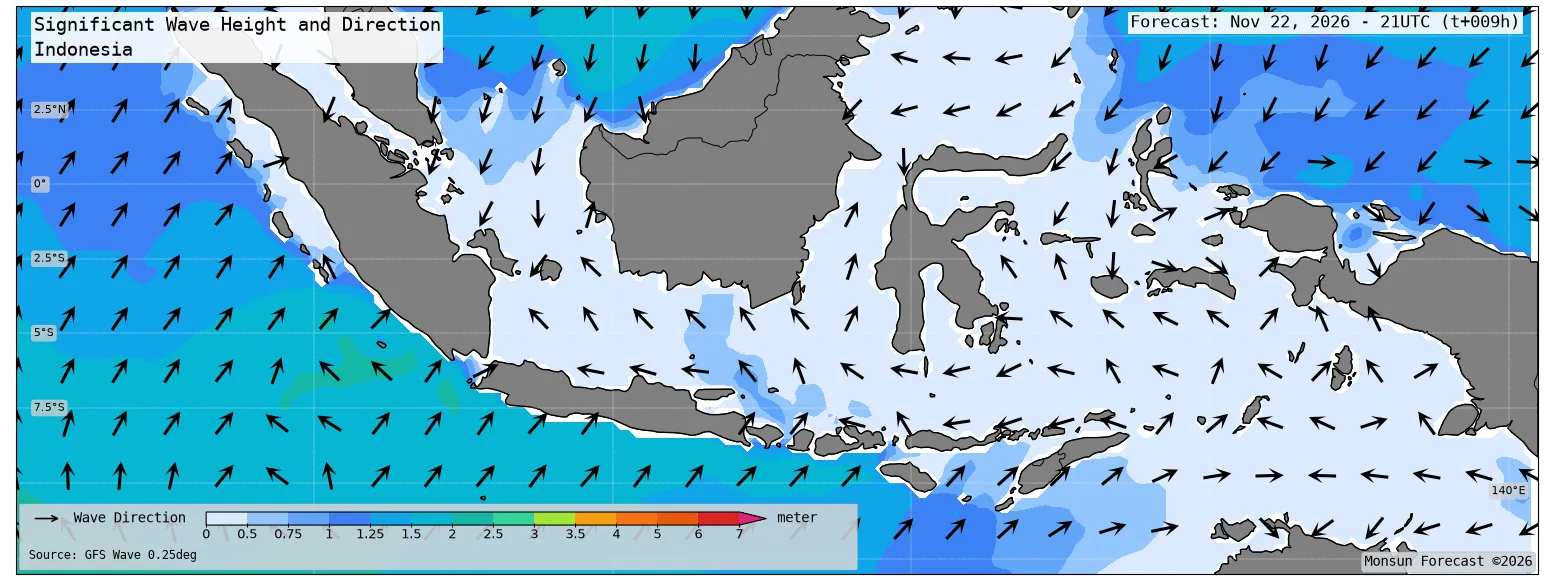 Significant Wave Height and Direction
Indonesia
Forecast: Nov 22, 2026 - 21UTC (t+009h)
2.5°N
0°
2.5°S
5°S
7.5°S
140°E
Wave Direction
0 0.5 0.75 1 1.25 1.5 2 2.5 3 3.5 4 5 6 7
meter
Source: GFS Wave 0.25deg
Monsun Forecast ©2026